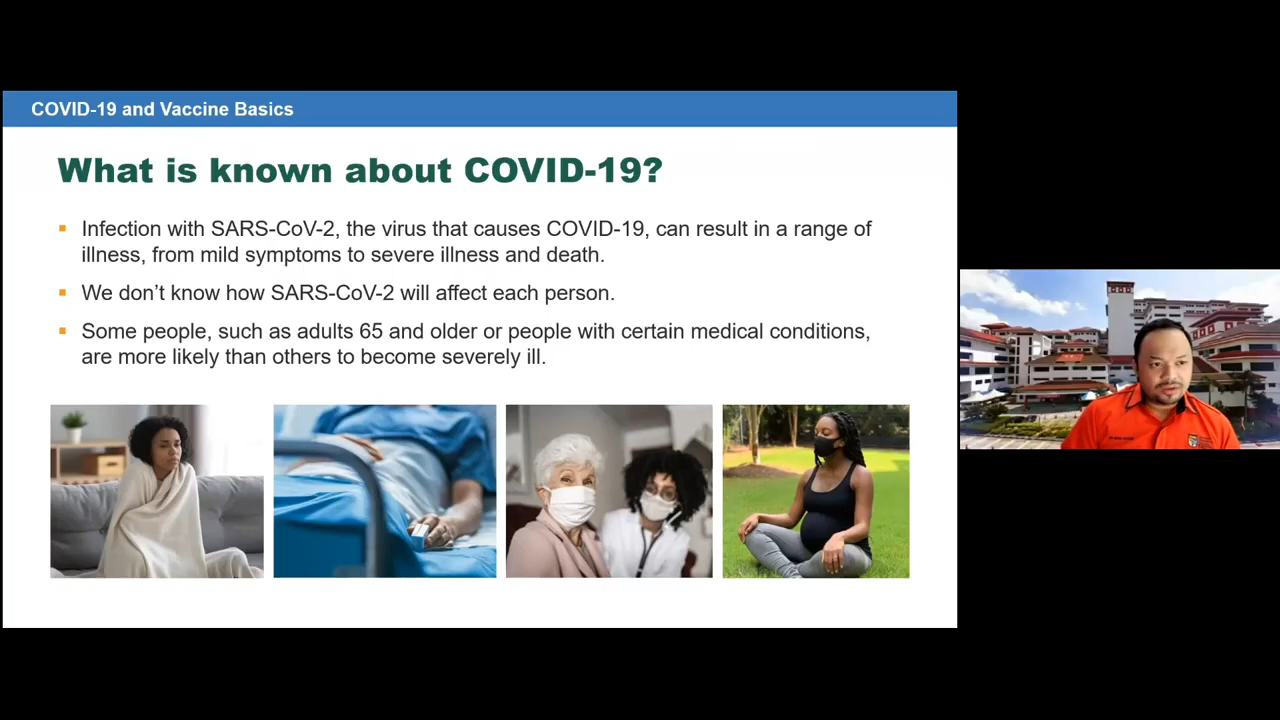 COVID-19 and Vaccine Basics
What is known about COVID-19?
Infection with SARS-CoV-2, the virus that causes COVID-19, can result in a range of
illness, from mild symptoms to severe illness and death.
We don’t know how SARS-CoV-2 will affect each person.
Some people, such as adults 65 and older or people with certain medical conditions,
are more likely than others to become severely ill.